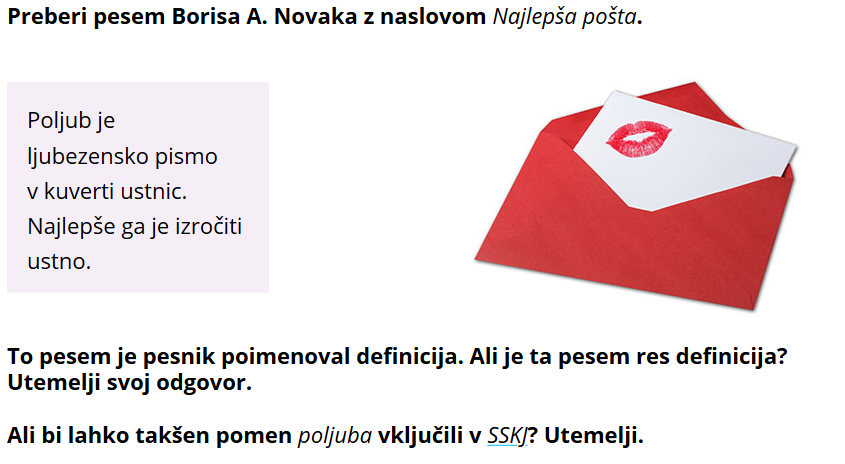 Preberi pesem Borisa A. Novaka z naslovom Najlepša pošta.
Poljub je
ljubezensko pismo
v kuverti ustnic.
Najlepše ga je izročiti
ustno.
To pesem je pesnik poimenoval definicija. Ali je ta pesem res definicija?
Utemelji svoj odgovor.
Ali bi lahko takšen pomen poljuba vključili v SSKJ? Utemelji.